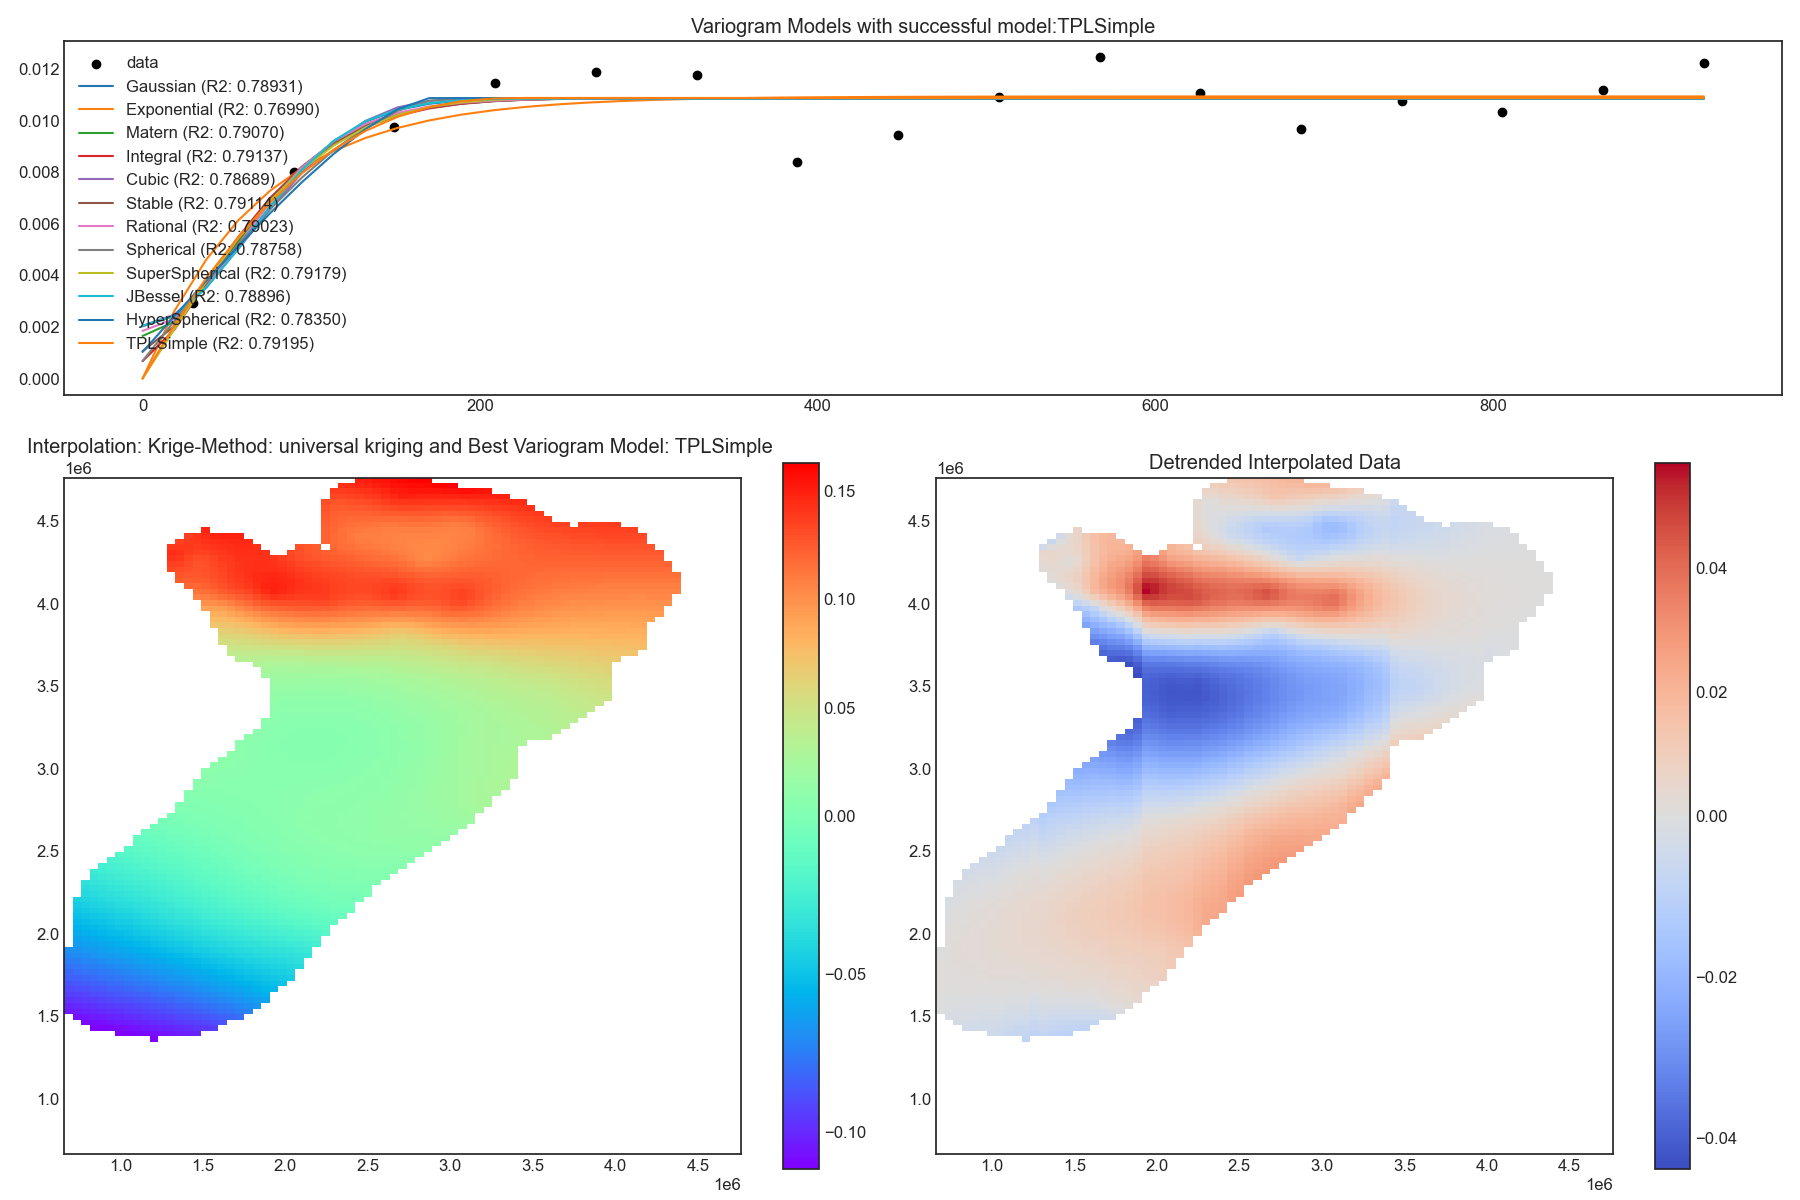 Variogram Models with successful model:TPLSimple
data
Gaussian (R2: 0.78931)
Exponential (R2: 0.76990)
Matern (R2: 0.79070)
Integral (R2: 0.79137)
Cubic (R2: 0.78689)
Stable (R2: 0.79114)
Rational (R2: 0.79023)
Spherical (R2: 0.78758)
SuperSpherical (R2: 0.79179)
JBessel (R2: 0.78896)
HyperSpherical (R2: 0.78350)
TPLSimple (R2: 0.79195)
0.012
0.010
0.008
0.006
0.004
0.002
0.000
0 200 400 600 800
Interpolation: Krige-Method: universal kriging and Best Variogram Model: TPLSimple
1e6
4.5
4.0
3.5
3.0
2.5
2.0
1.5
1.0
1.0 1.5 2.0 2.5 3.0 3.5 4.0 4.5
1e6
0.15
0.10
0.05
0.00
−0.05
−0.10
Detrended Interpolated Data
1e6
4.5
4.0
3.5
3.0
2.5
2.0
1.5
1.0
1.0 1.5 2.0 2.5 3.0 3.5 4.0 4.5
1e6
0.04
0.02
0.00
−0.02
−0.04